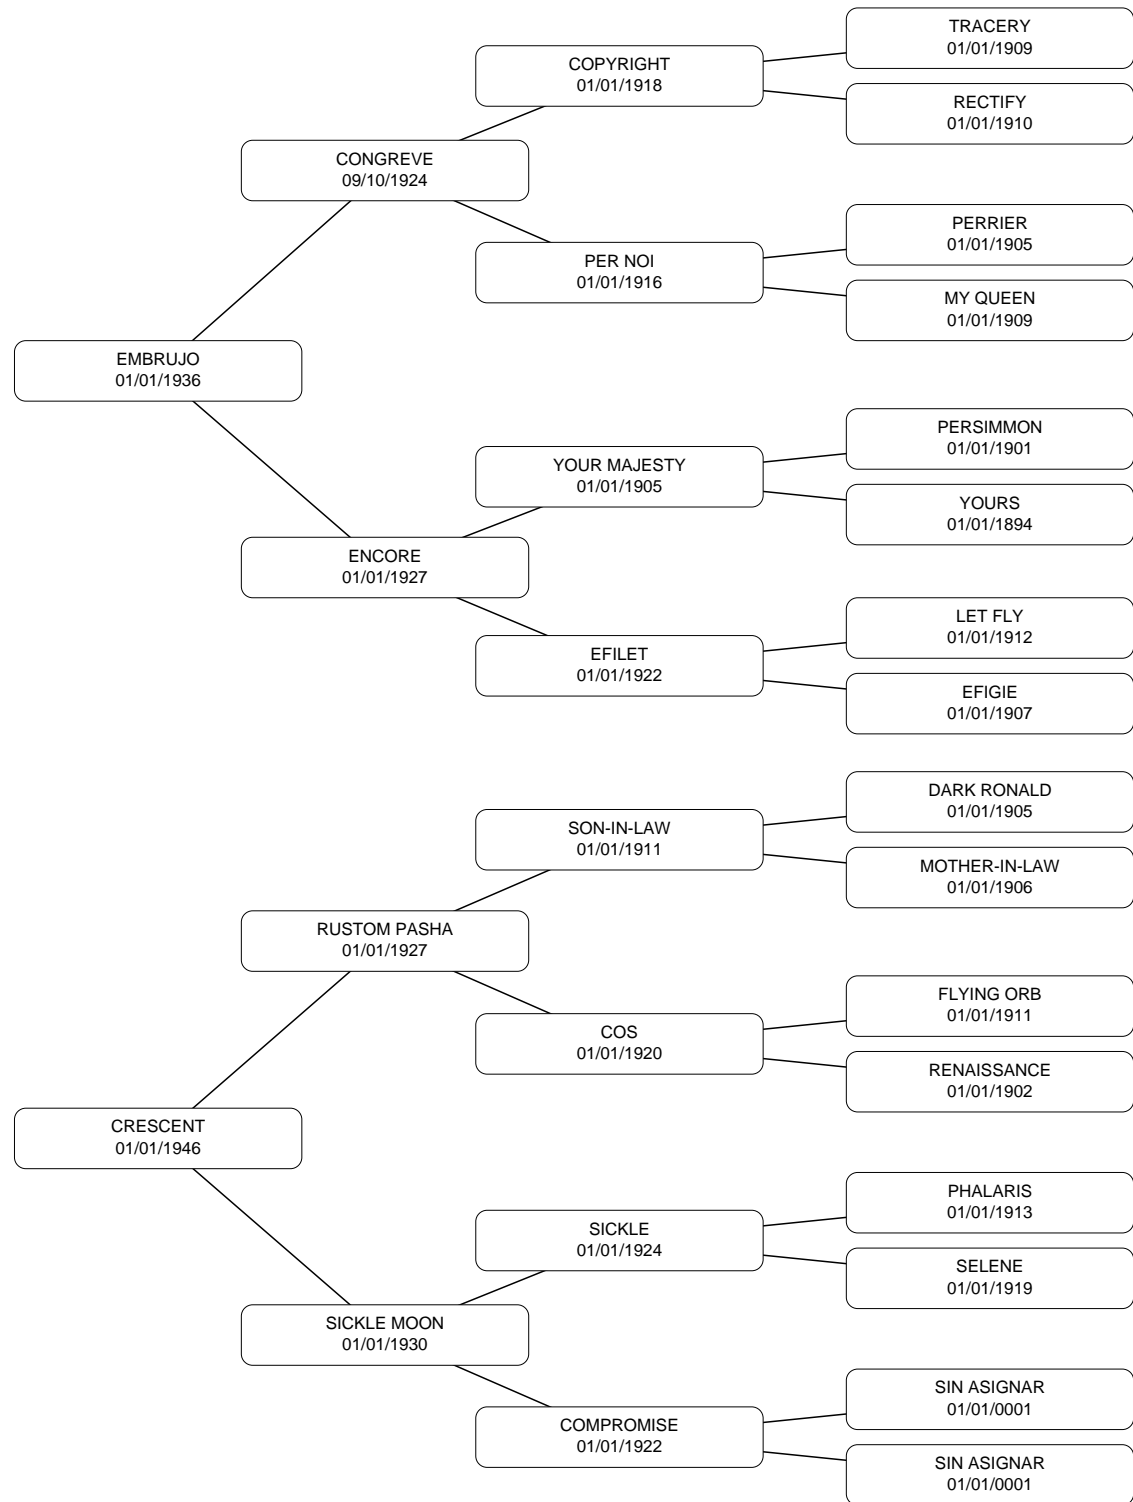 TRACERY
01/01/1909
COPYRIGHT
01/01/1918
RECTIFY
01/01/1910
CONGREVE
09/10/1924
PERRIER
01/01/1905
PER NOI
01/01/1916
MY QUEEN
01/01/1909
EMBRUJO
01/01/1936
PERSIMMON
01/01/1901
YOUR MAJESTY
01/01/1905
YOURS
01/01/1894
ENCORE
01/01/1927
LET FLY
01/01/1912
EFILET
01/01/1922
EFIGIE
01/01/1907
DARK RONALD
01/01/1905
SON-IN-LAW
01/01/1911
MOTHER-IN-LAW
01/01/1906
RUSTOM PASHA
01/01/1927
FLYING ORB
01/01/1911
COS
01/01/1920
RENAISSANCE
01/01/1902
CRESCENT
01/01/1946
PHALARIS
01/01/1913
SICKLE
01/01/1924
SELENE
01/01/1919
SICKLE MOON
01/01/1930
SIN ASIGNAR
01/01/0001
COMPROMISE
01/01/1922
SIN ASIGNAR
01/01/0001